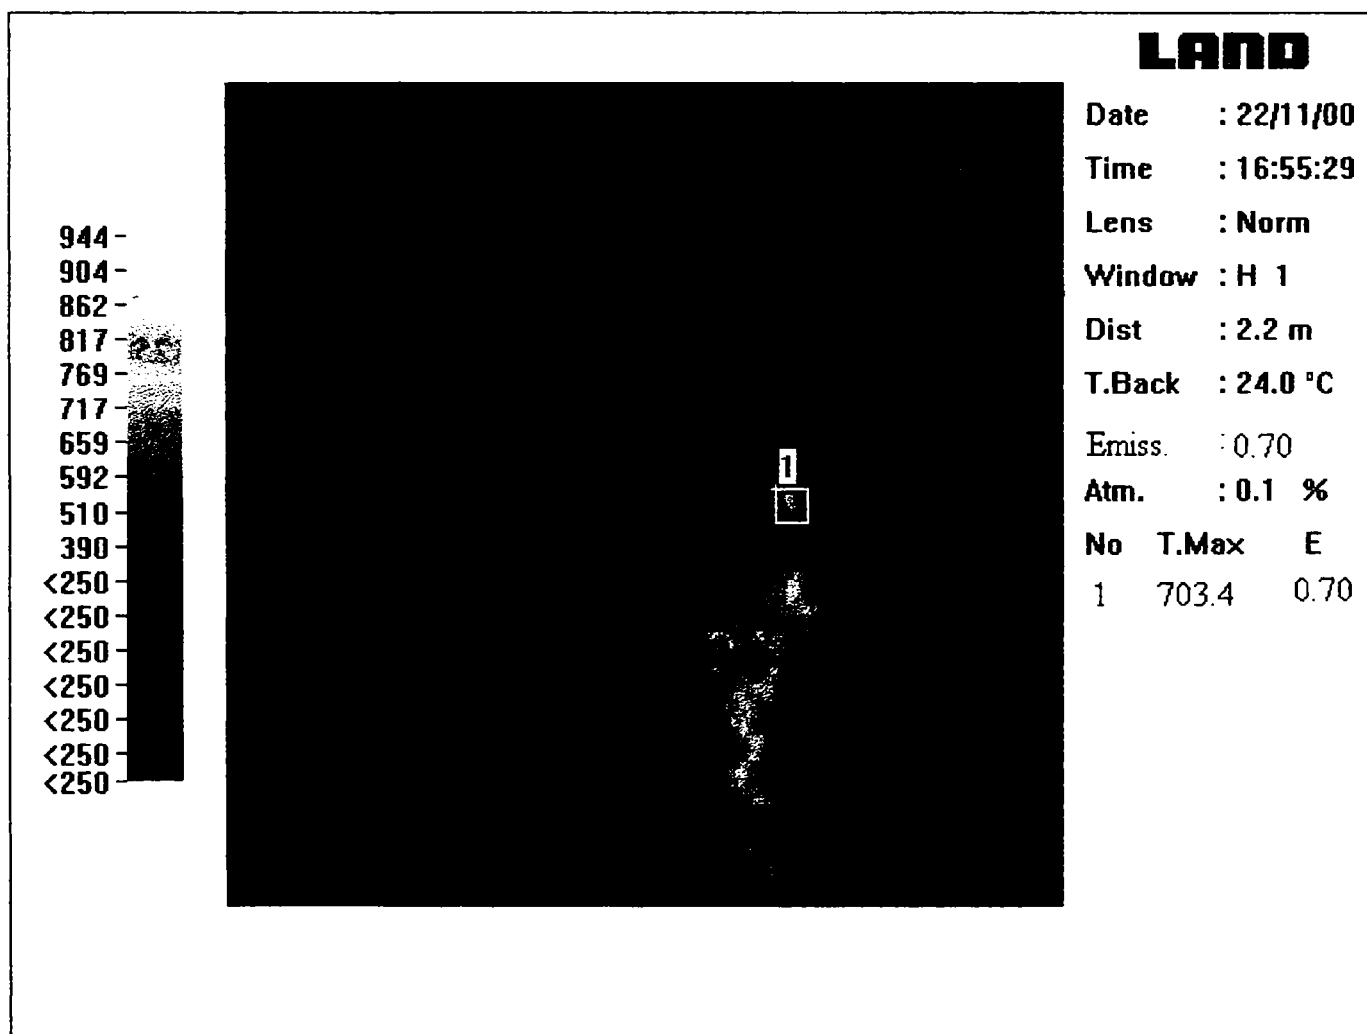 LAND
Date : 22/11/00
Time : 16:55:29
Lens : Norm
Window : H 1
Dist : 2.2 m
T.Back : 24.0 °C
Emiss. : 0.70
Atm. : 0.1 %
No T.Max E
1 703.4 0.70
944
904
862
817
769
717
659
592
510
390
<250
<250
<250
<250
<250
<250
<250
1